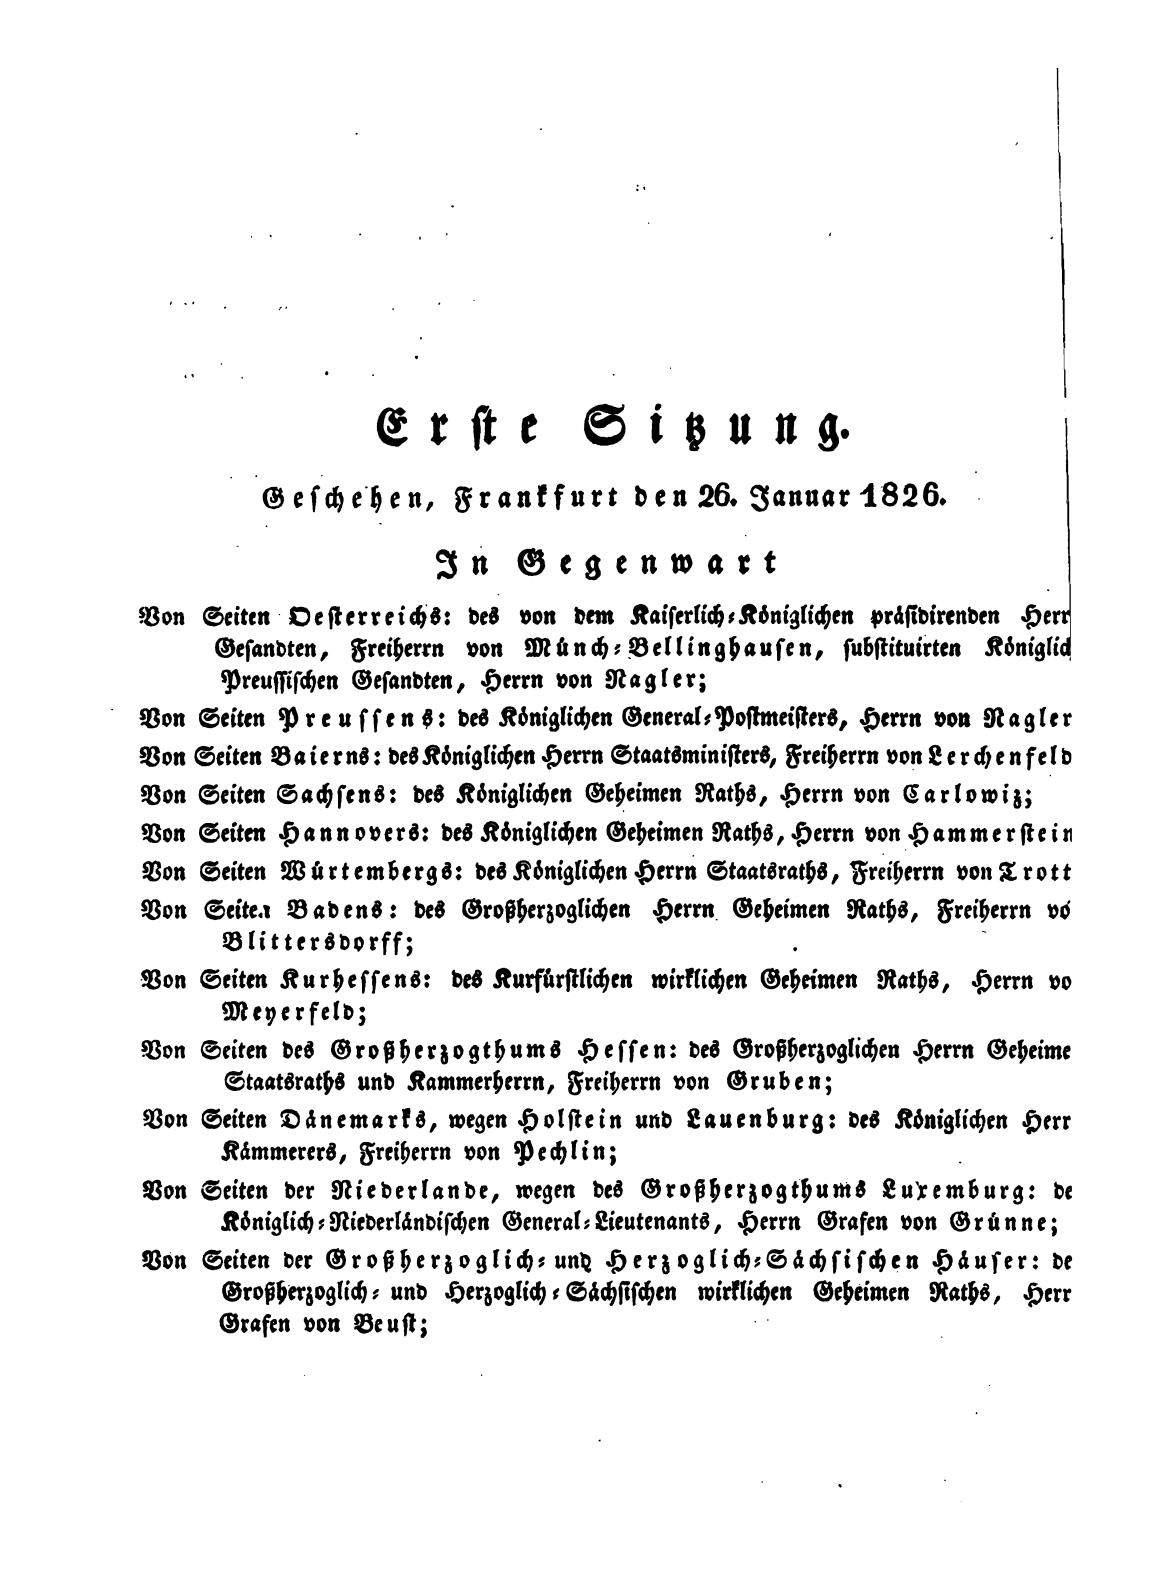 Erste Sitzung.
Geschehen, Frankfurt den 26. Januar 1826.
In Gegenwart
Von Seiten Oesterreichs: des von dem Kaiserlich-Königlichen präsidirenden Herr
Gesandten, Freiherrn von Münch-Bellinghausen, substituirten Königlich
Preussischen Gesandten, Herrn von Nagler;
Von Seiten Preussens: des Königlichen General-Postmeisters, Herrn von Nagler
Von Seiten Baierns: des Königlichen Herrn Staatsministers, Freiherrn von Lerchenfeld
Von Seiten Sachsens: des Königlichen Geheimen Raths, Herrn von Carlowiz;
Von Seiten Hannovers: des Königlichen Geheimen Raths, Herrn von Hammerstein
Von Seiten Würtembergs: des Königlichen Herrn Staatsraths, Freiherrn von Trott
Von Seiten Badens: des Großherzoglichen Herrn Geheimen Raths, Freiherrn vo
Blittersdorff;
Von Seiten Kurhessens: des Kurfürstlichen wirklichen Geheimen Raths, Herrn vo
Meyerfeld;
Von Seiten des Großherzogthums Hessen: des Großherzoglichen Herrn Geheime
Staatsraths und Kammerherrn, Freiherrn von Gruben;
Von Seiten Dänemarks, wegen Holstein und Lauenburg: des Königlichen Herr
Kämmerers, Freiherrn von Pechlin;
Von Seiten der Niederlande, wegen des Großherzogthums Luxemburg: de
Königlich-Niederländischen General-Lieutenants, Herrn Grafen von Grünne;
Von Seiten der Großherzoglich- und Herzoglich-Sächsischen Häuser: de
Großherzoglich- und Herzoglich-Sächsischen wirklichen Geheimen Raths, Herr
Grafen von Beust;